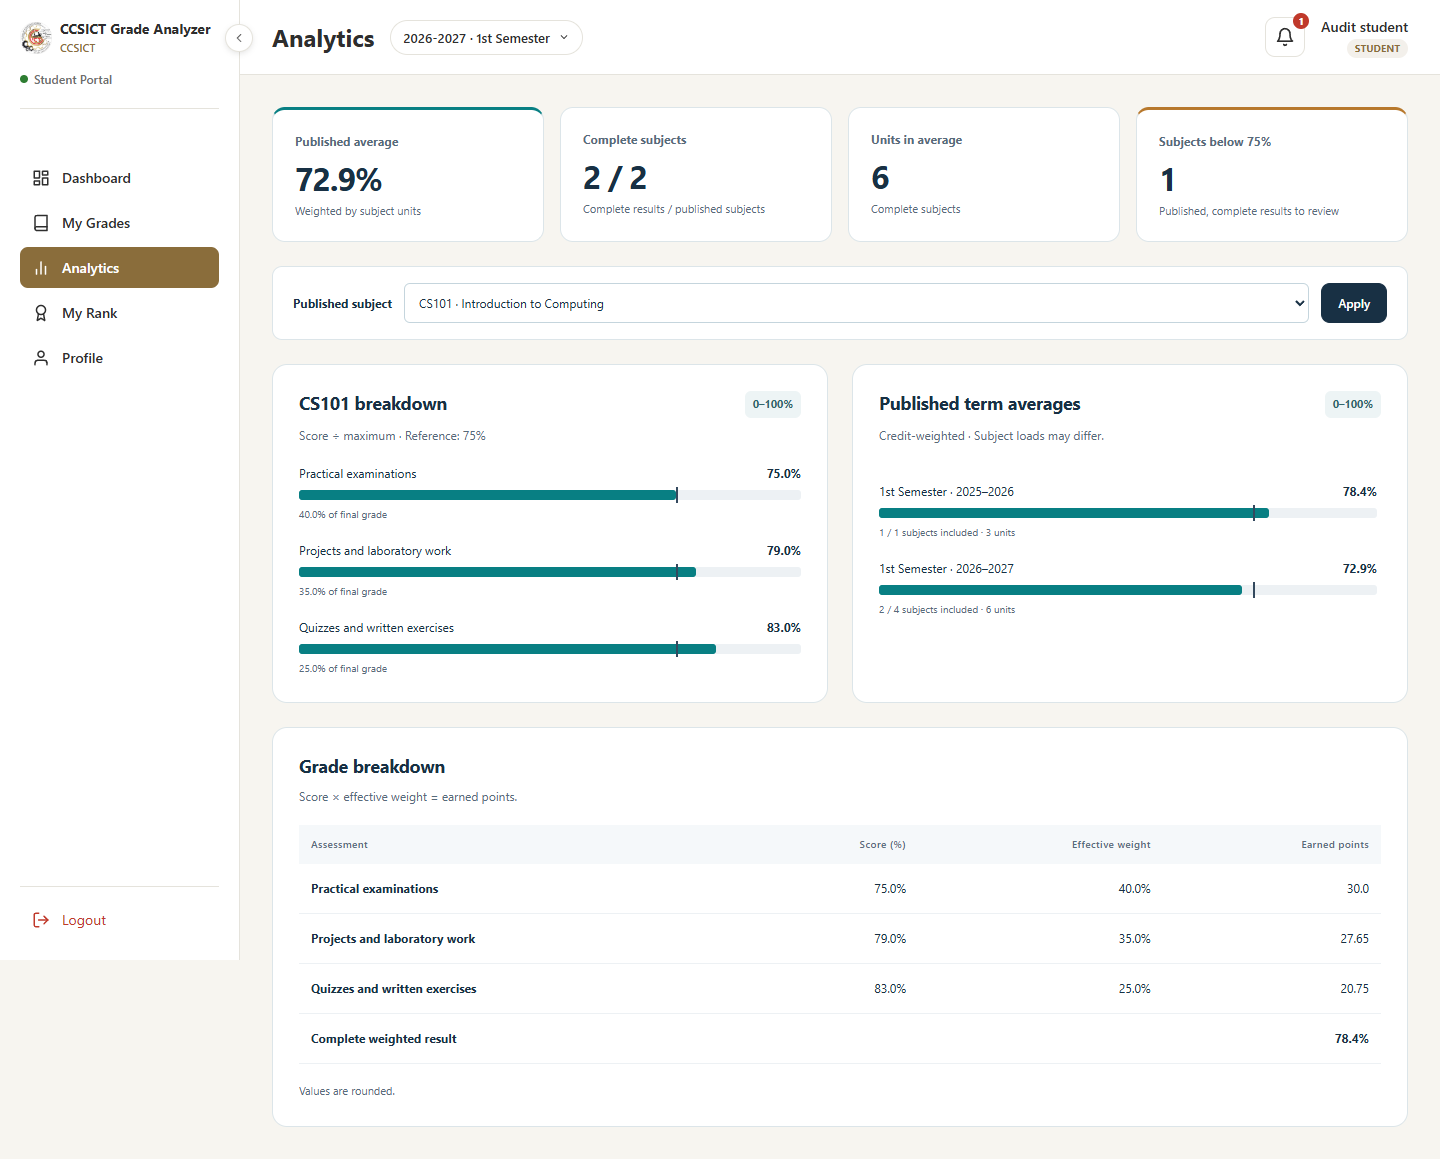 CCSICT Grade Analyzer
CCSICT
Student Portal
Dashboard
My Grades
Analytics
My Rank
Profile
Logout
Analytics
2026-2027 · 1st Semester
1
Audit student
STUDENT
Published average
72.9%
Weighted by subject units
Complete subjects
2 / 2
Complete results / published subjects
Units in average
6
Complete subjects
Subjects below 75%
1
Published, complete results to review
Published subject
CS101 · Introduction to Computing
Apply
CS101 breakdown
0–100%
Score ÷ maximum · Reference: 75%
Practical examinations 75.0%
40.0% of final grade
Projects and laboratory work 79.0%
35.0% of final grade
Quizzes and written exercises 83.0%
25.0% of final grade
Published term averages
0–100%
Credit-weighted · Subject loads may differ.
1st Semester · 2025–2026 78.4%
1 / 1 subjects included · 3 units
1st Semester · 2026–2027 72.9%
2 / 4 subjects included · 6 units
Grade breakdown
Score × effective weight = earned points.
Assessment Score (%) Effective weight Earned points
Practical examinations 75.0% 40.0% 30.0
Projects and laboratory work 79.0% 35.0% 27.65
Quizzes and written exercises 83.0% 25.0% 20.75
Complete weighted result 78.4%
Values are rounded.